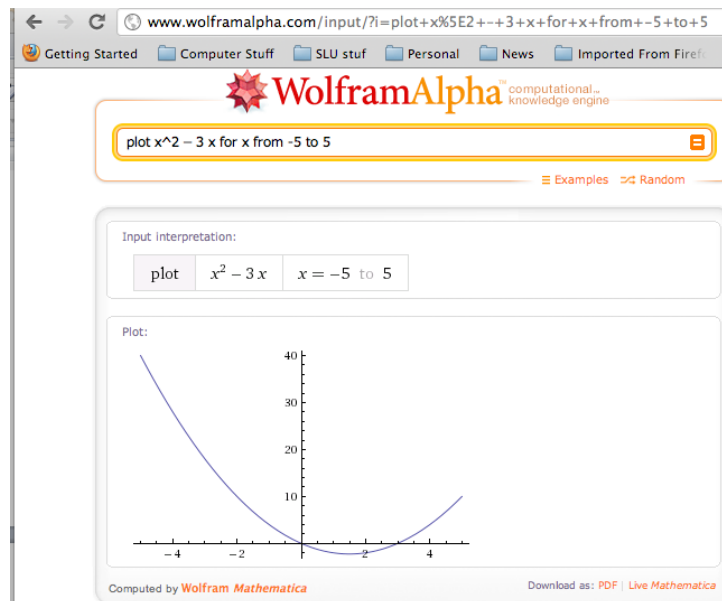 www.wolframalpha.com/input/?i=plot+x%5E2+-+3+x+for+x+from+-5+to+5
Getting Started Computer Stuff SLU stuf Personal News Imported From Firef
WolframAlpha™ computational... knowledge engine
plot x^2 – 3 x for x from -5 to 5
Examples Random
Input interpretation:
plot x² – 3 x x = –5 to 5
Plot:
40
30
20
10
–4 –2 2 4
Computed by Wolfram Mathematica Download as: PDF | Live Mathematica